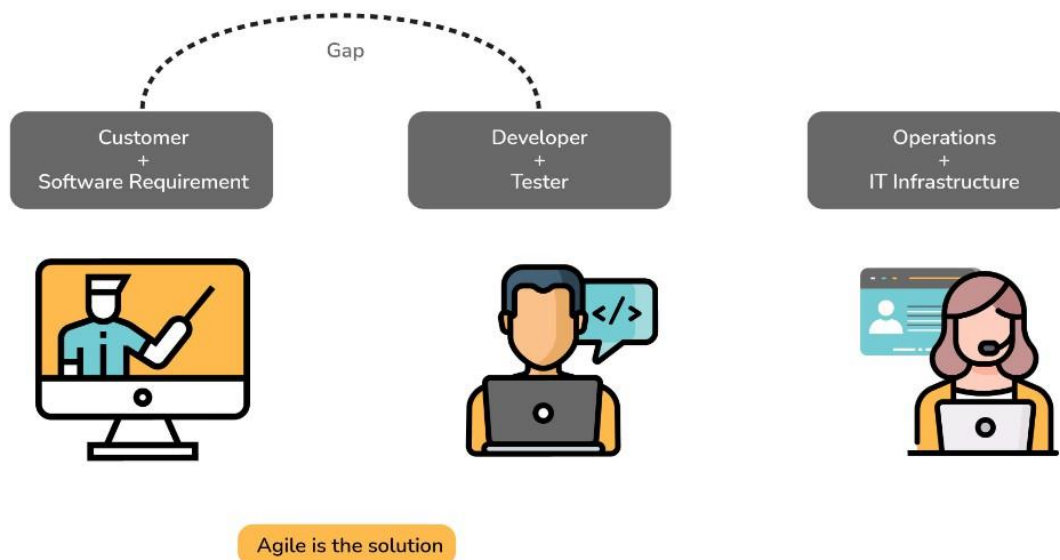 Gap
Customer
+
Software Requirement
Developer
+
Tester
Operations
+
IT Infrastructure
</>
Agile is the solution